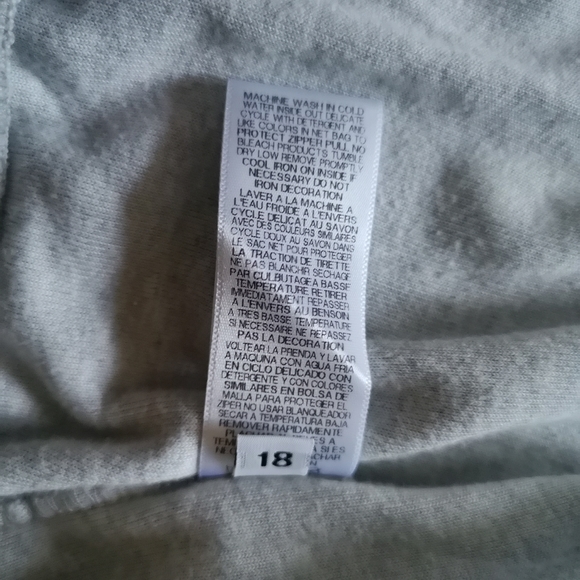 MACHINE WASH IN COLD
WATER INSIDE OUT DELICATE
CYCLE WITH DETERGENT AND
LIKE COLORS IN NET BAG TO
PROTECT ZIPPER PULL NO
BLEACH PRODUCTS TUMBLE
DRY LOW REMOVE PROMPTLY
COOL IRON ON INSIDE IF
NECESSARY DO NOT
IRON DECORATION
LAVER A LA MACHINE A
L'EAU FROIDE A L'ENVERS
CYCLE DELICAT AU SAVON
AVEC DES COULEURS SIMILAIRES
CYCLE DOUX AU SAVON DANS
LE SAC NET POUR PROTEGER
LA TRACTION DE TIRETTE
NE PAS BLANCHIR SECHAGE
PAR CULBUTAGE A BASSE
TEMPERATURE RETIRER
IMMEDIATAMENT REPASSER
A L'ENVERS AU BENSOIN
A TRES BASSE TEMPERATURE
SI NECESSAIRE NE REPASSEZ
PAS LA DECORATION
VOLTEAR LA PRENDA Y LAVAR
A MAQUINA CON AGUA FRIA
EN CICLO DELICADO CON
DETERGENTE Y CON COLORES
SIMILARES EN BOLSA DE
MALLA PARA PROTEGER EL
ZIPER NO USAR BLANQUEADOR
SECAR A TEMPERATURA BAJA
REMOVER RAPIDAMENTE
A SI ES
18